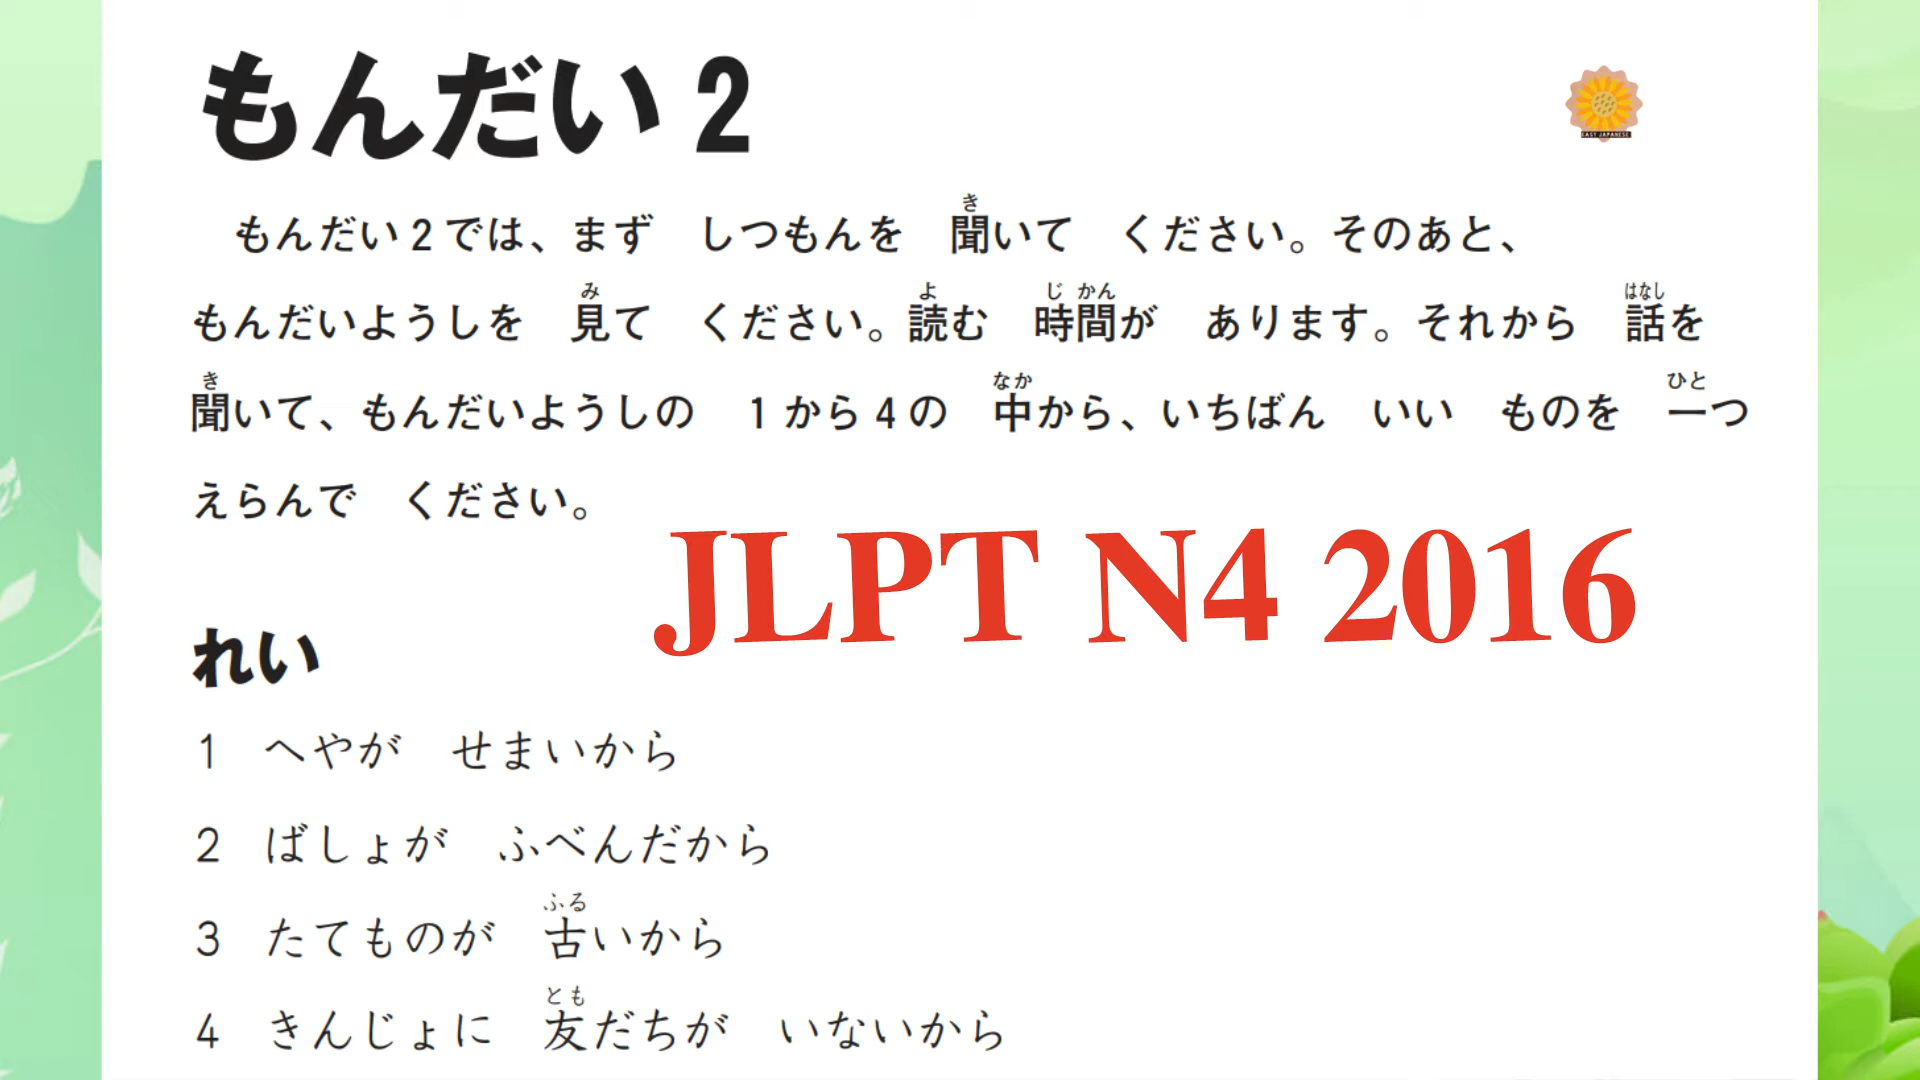 もんだい2
EASY JAPANESE
もんだい2では、まず　しつもんを　聞いて　ください。そのあと、
もんだいようしを　見て　ください。読む　時間が　あります。それから　話を
聞いて、もんだいようしの　1から4の　中から、いちばん　いい　ものを　一つ
えらんで　ください。
JLPT N4 2016
れい
1　へやが　せまいから
2　ばしょが　ふべんだから
3　たてものが　古いから
4　きんじょに　友だちが　いないから